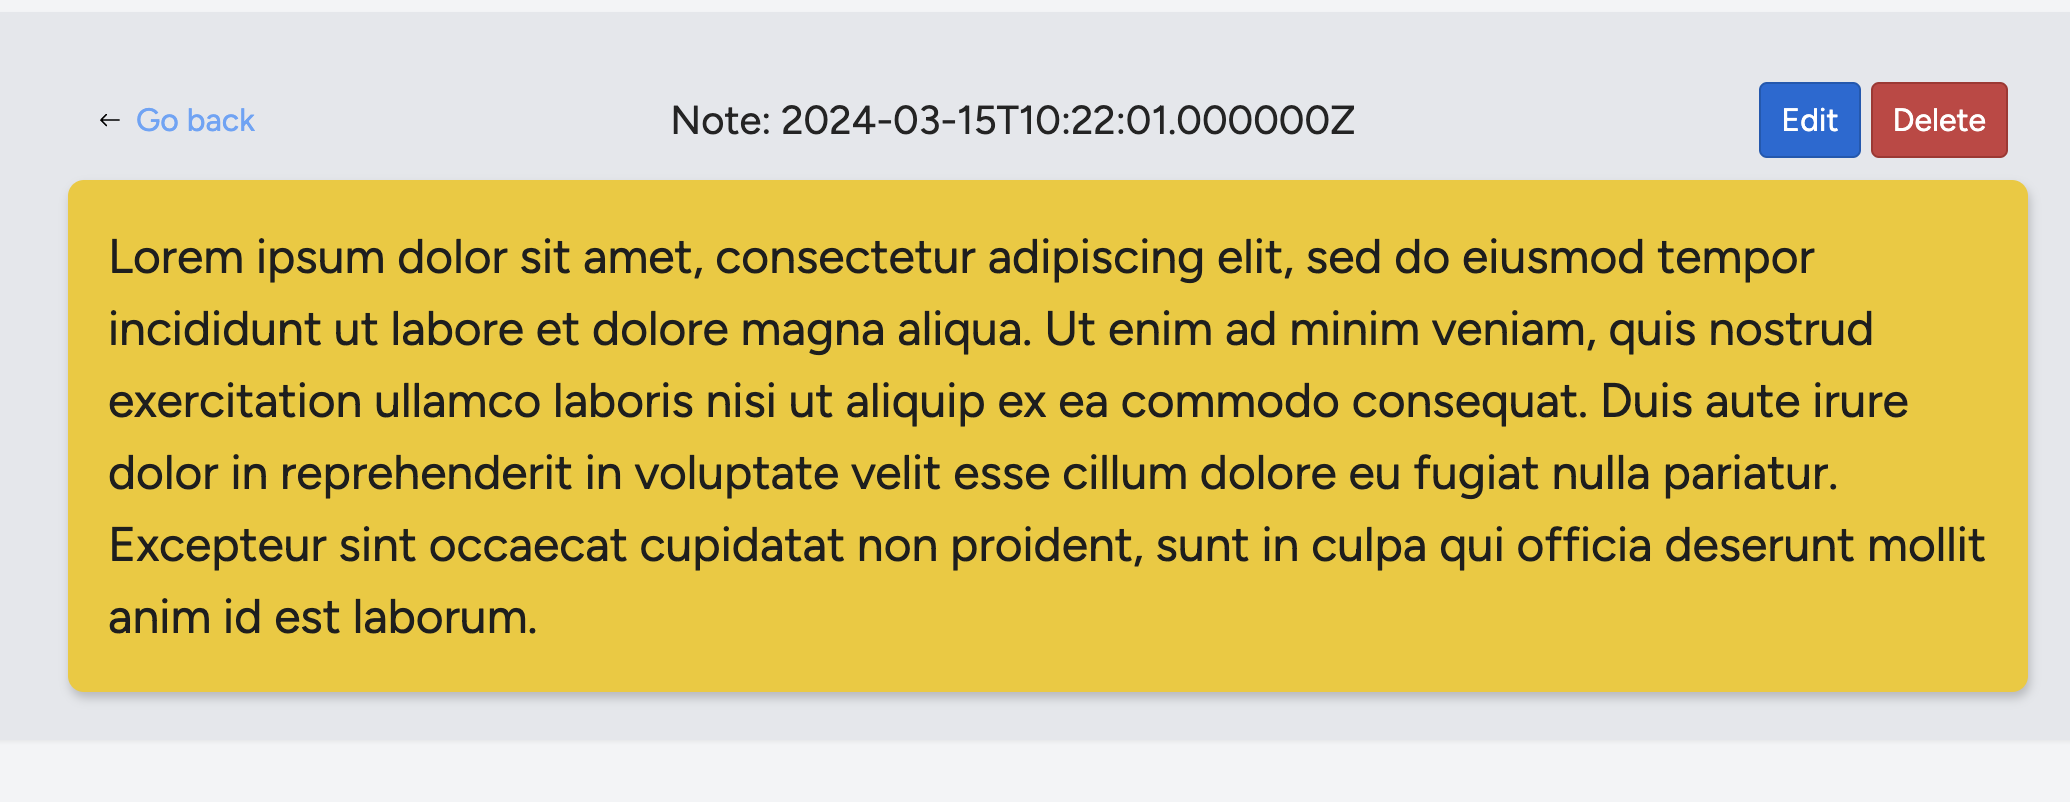 ← Go back
Note: 2024-03-15T10:22:01.000000Z
Edit
Delete
Lorem ipsum dolor sit amet, consectetur adipiscing elit, sed do eiusmod tempor
incididunt ut labore et dolore magna aliqua. Ut enim ad minim veniam, quis nostrud
exercitation ullamco laboris nisi ut aliquip ex ea commodo consequat. Duis aute irure
dolor in reprehenderit in voluptate velit esse cillum dolore eu fugiat nulla pariatur.
Excepteur sint occaecat cupidatat non proident, sunt in culpa qui officia deserunt mollit
anim id est laborum.